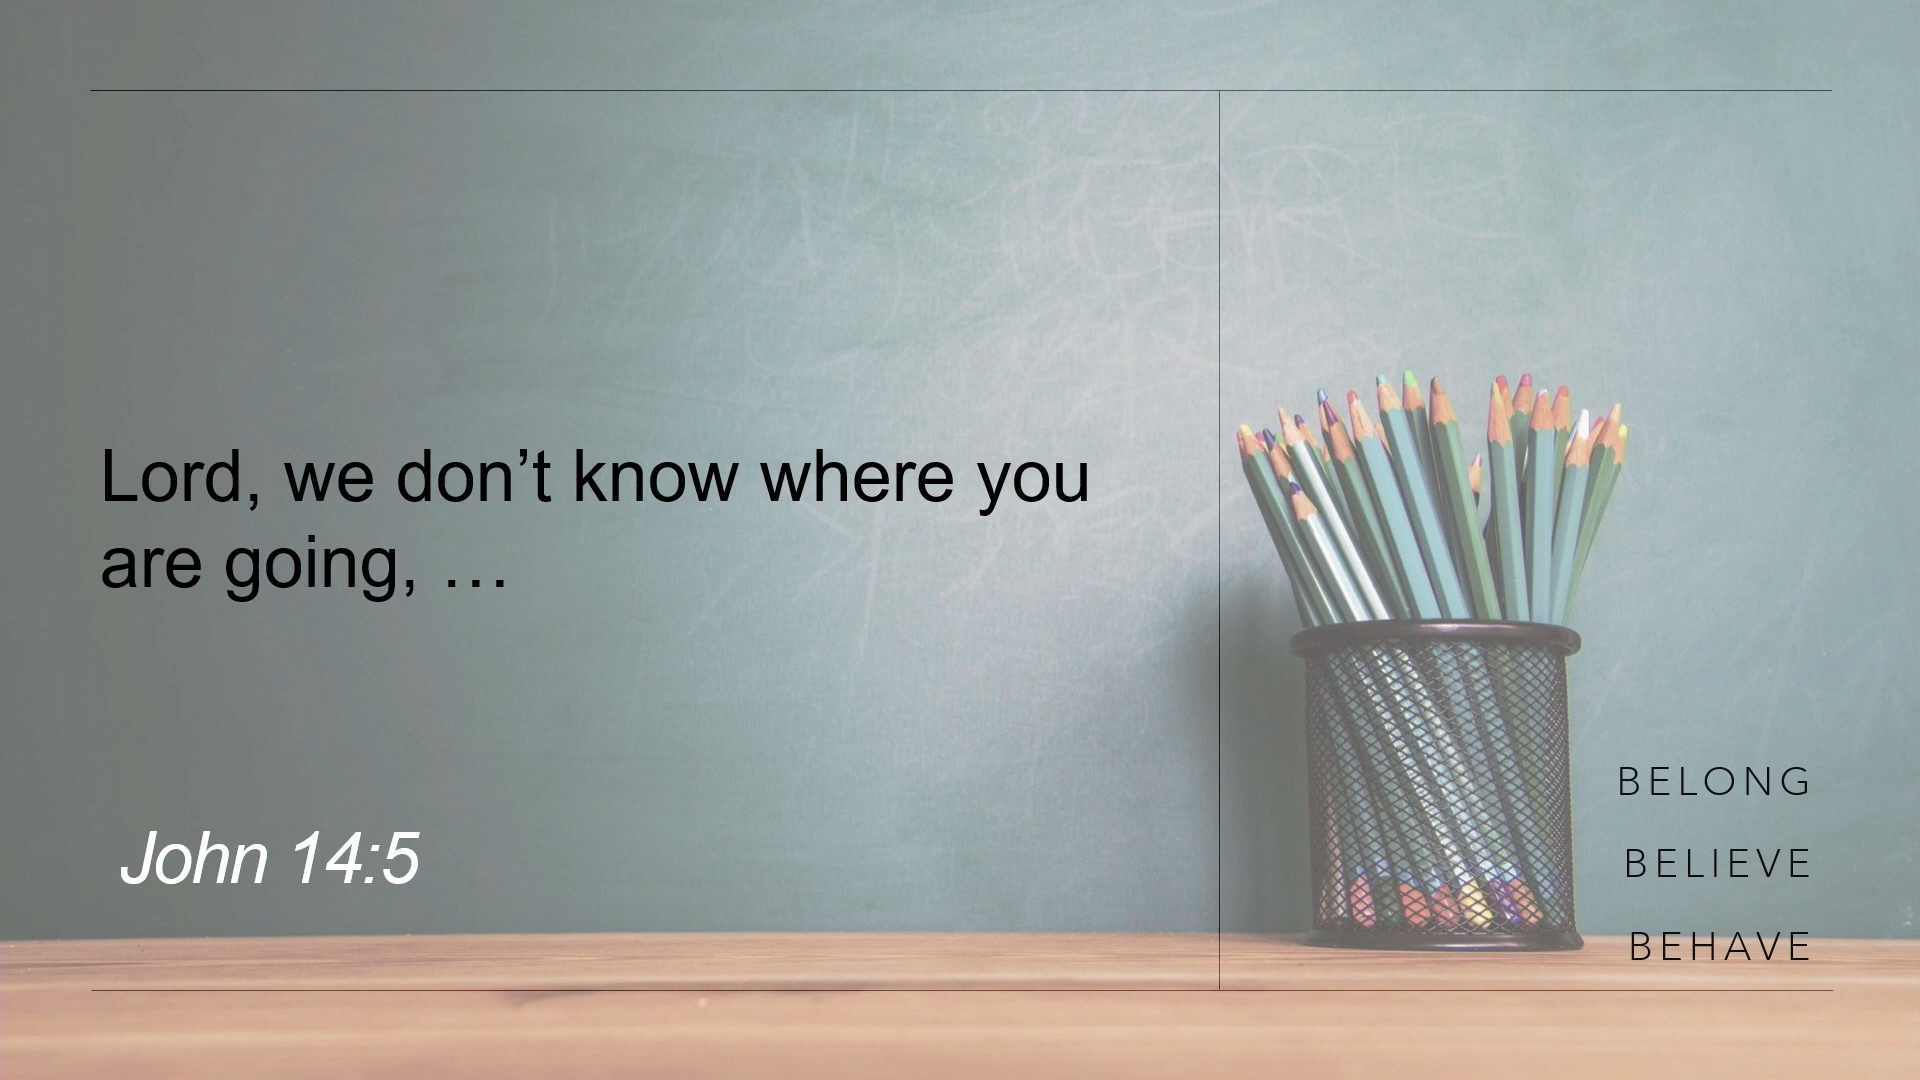 Lord, we don’t know where you
are going, …
John 14:5
BELONG
BELIEVE
BEHAVE